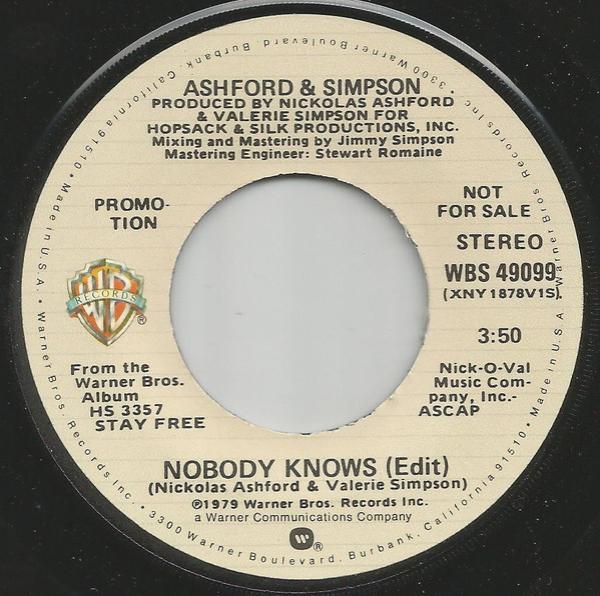 ASHFORD & SIMPSON
PRODUCED BY NICKOLAS ASHFORD
& VALERIE SIMPSON FOR
HOPSACK & SILK PRODUCTIONS, INC.
Mixing and Mastering by Jimmy Simpson
Mastering Engineer: Stewart Romaine
PROMO-
TION
NOT
FOR SALE
STEREO
WBS 49099
(XNY 1878V1S)
WB
RECORDS
®
3:50
From the
Warner Bros.
Album
HS 3357
STAY FREE
Nick-O-Val
Music Com-
pany, Inc.-
ASCAP
NOBODY KNOWS (Edit)
(Nickolas Ashford & Valerie Simpson)
℗1979 Warner Bros. Records Inc.
a Warner Communications Company
®
Made in U.S.A. • Warner Bros. Records Inc. • 3300 Warner Boulevard, Burbank, California 91510 • Made in U.S.A. Warner Bros. Records Inc. 3300 Warner Boulevard, Burbank, California 91510 •